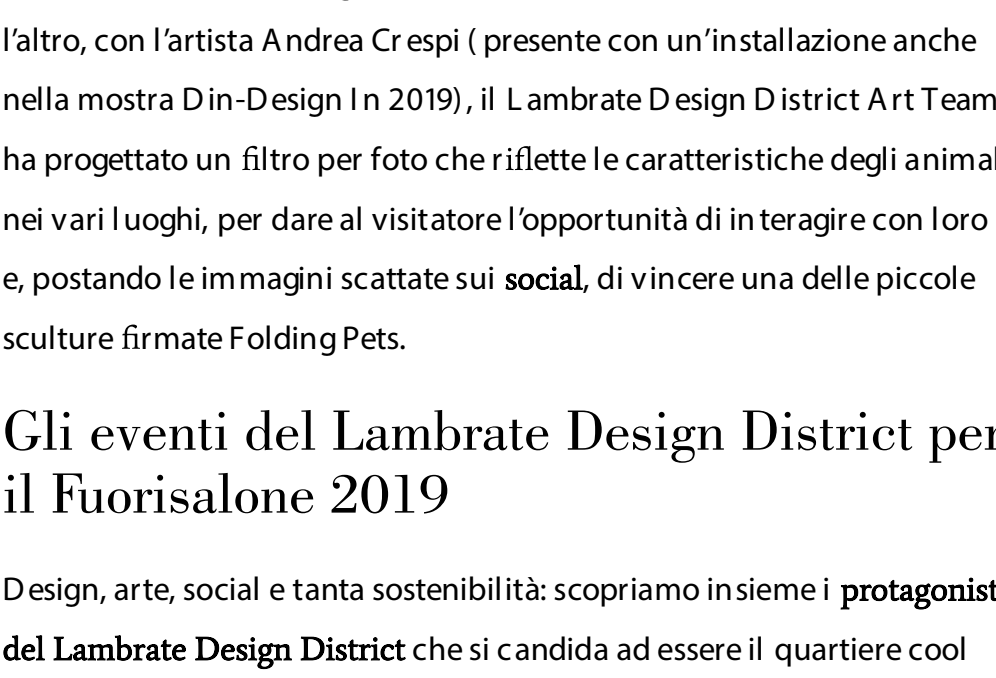 l’altro, con l’artista Andrea Crespi (presente con un’installazione anche
nella mostra Din-Design In 2019), il Lambrate Design District Art Team
ha progettato un filtro per foto che riflette le caratteristiche degli animal
nei vari luoghi, per dare al visitatore l’opportunità di interagire con loro
e, postando le immagini scattate sui social, di vincere una delle piccole
sculture firmate Folding Pets.
Gli eventi del Lambrate Design District per
il Fuorisalone 2019
Design, arte, social e tanta sostenibilità: scopriamo insieme i protagonist
del Lambrate Design District che si candida ad essere il quartiere cool